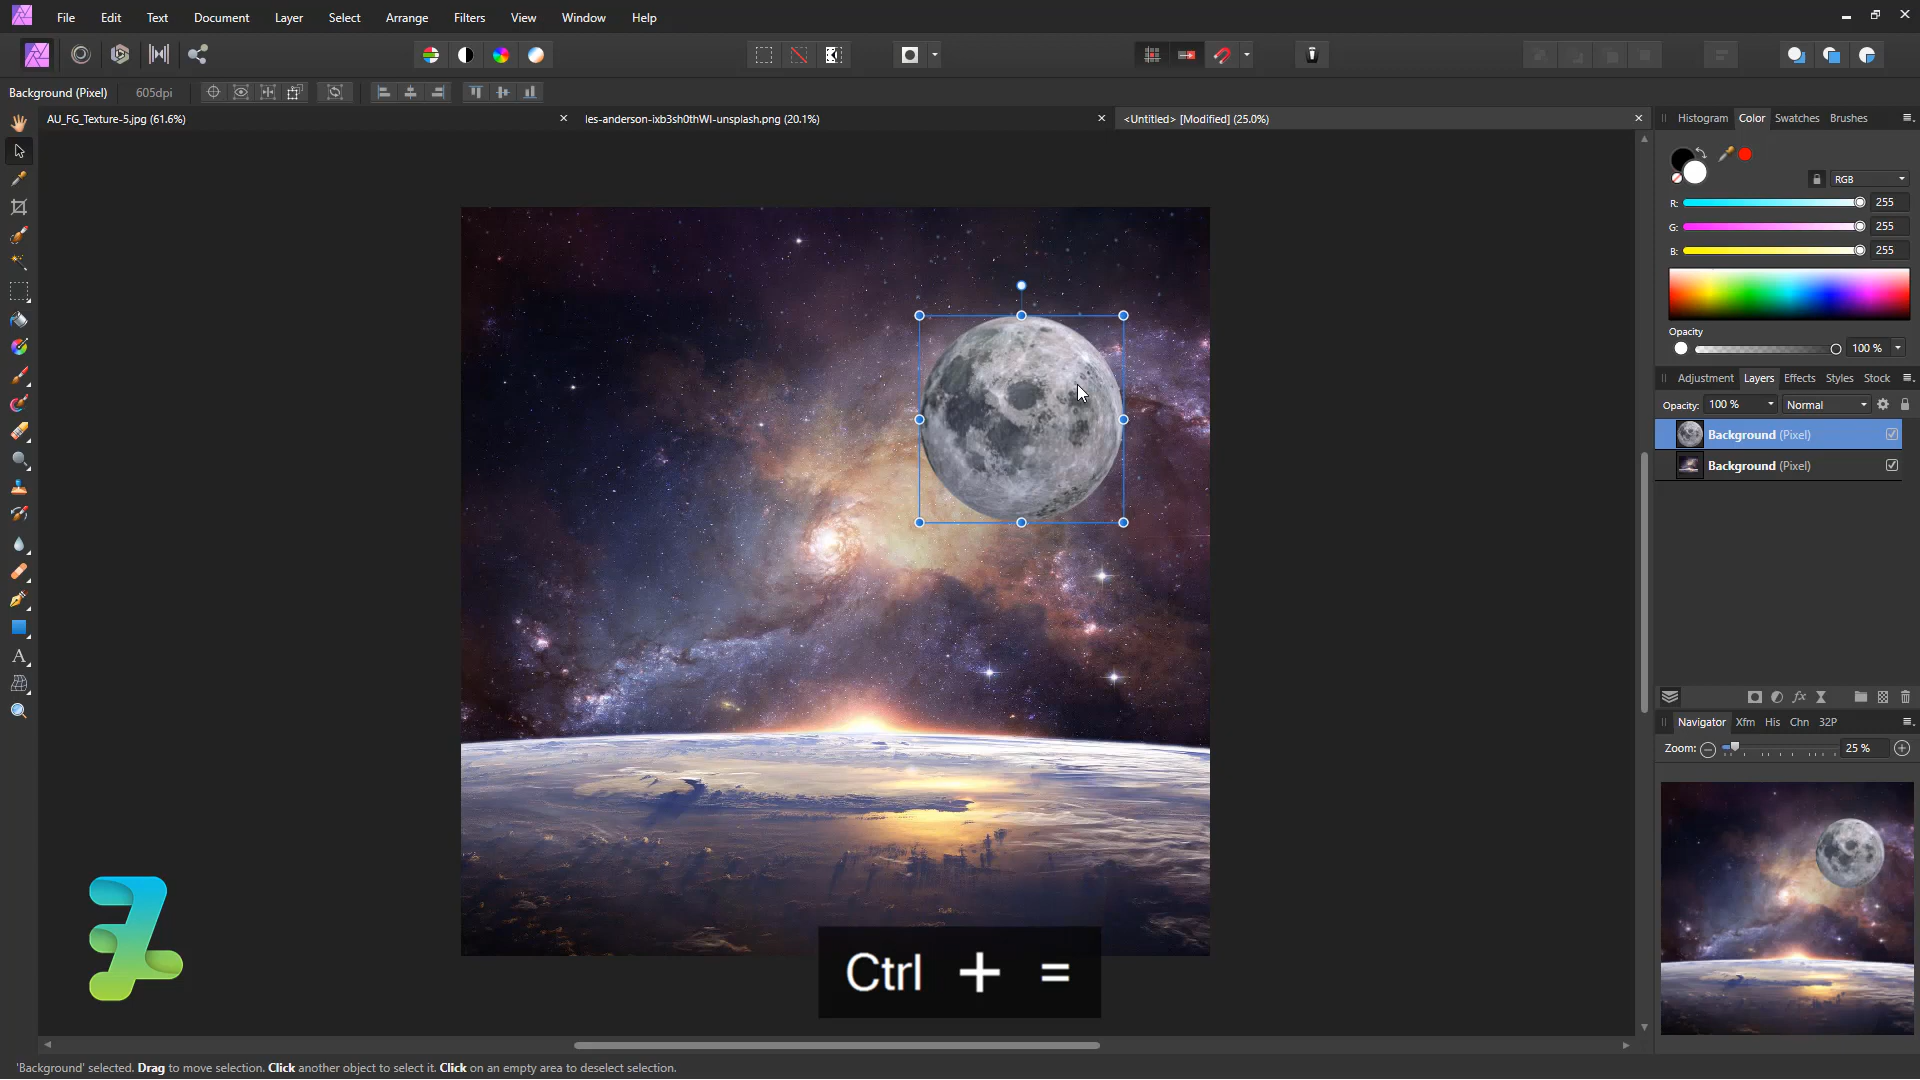 File Edit Text Document Layer Select Arrange Filters View Window Help
Background (Pixel) 605dpi
AU_FG_Texture-5.jpg (61.6%) les-anderson-ixb3sh0thWI-unsplash.png (20.1%) <Untitled> [Modified] (25.0%)
Histogram Color Swatches Brushes
RGB
R: 255
G: 255
B: 255
Opacity
100 %
Adjustment Layers Effects Styles Stock
Opacity: 100 % Normal
Background (Pixel)
Background (Pixel)
fx
Navigator Xfm His Chn 32P
Zoom: 25 %
Ctrl + =
'Background' selected. Drag to move selection. Click another object to select it. Click on an empty area to deselect selection.